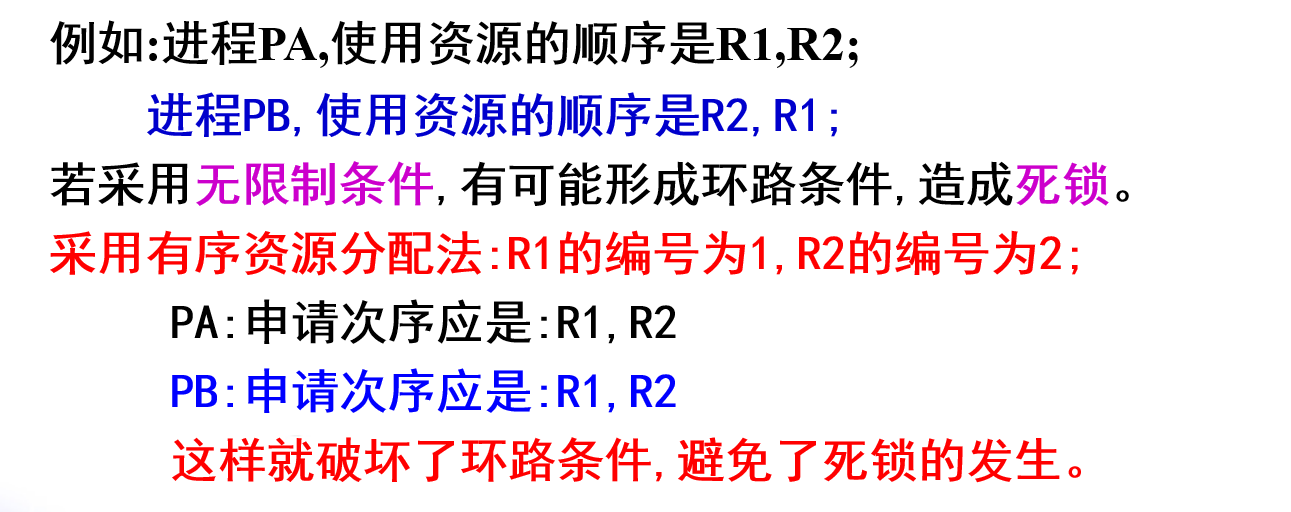 例如:进程PA,使用资源的顺序是R1,R2;
进程PB,使用资源的顺序是R2,R1;
若采用无限制条件,有可能形成环路条件,造成死锁。
采用有序资源分配法:R1的编号为1,R2的编号为2;
PA:申请次序应是:R1,R2
PB:申请次序应是:R1,R2
这样就破坏了环路条件,避免了死锁的发生。